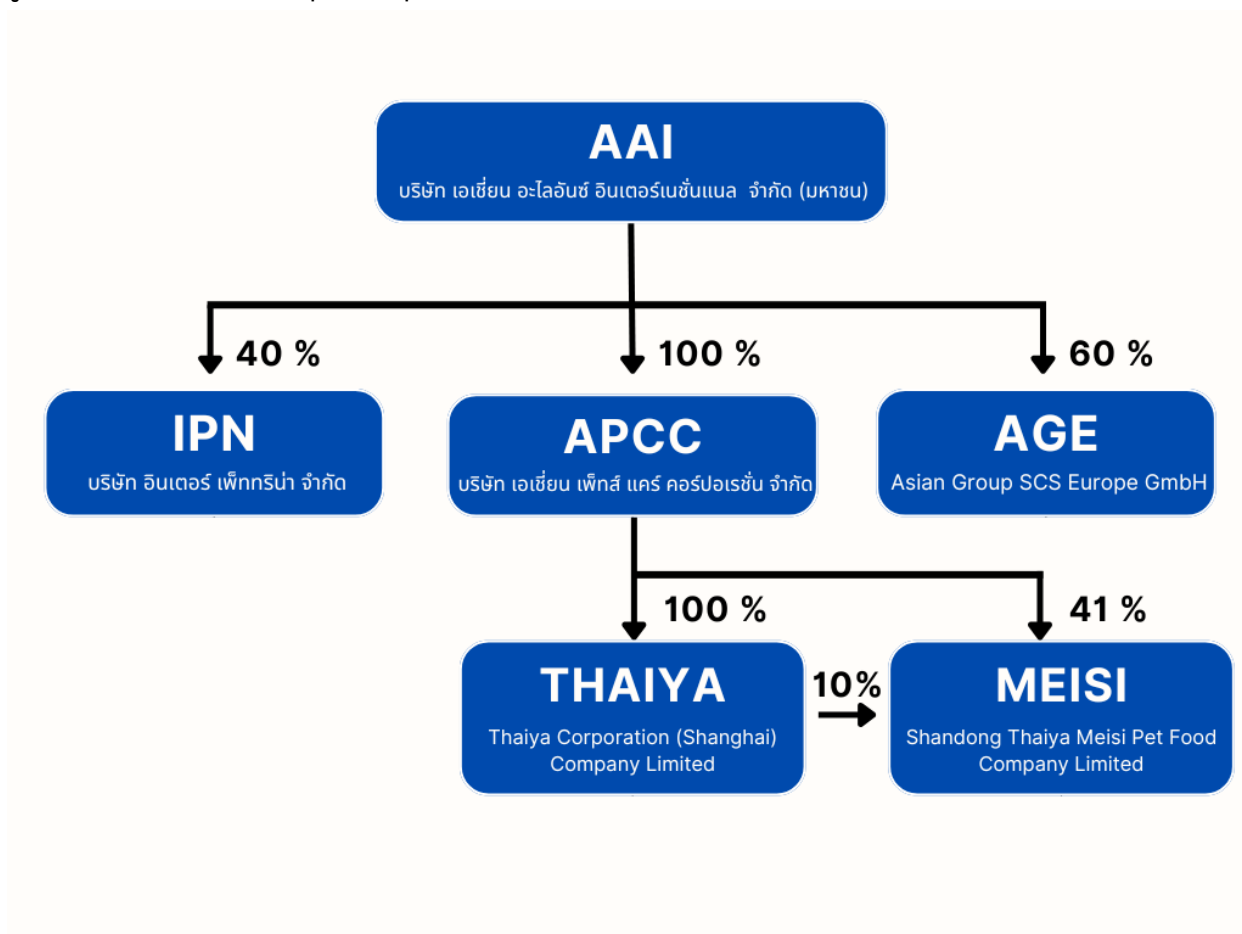 AAI
บริษัท เอเชี่ยน อะไลอันซ์ อินเตอร์เนชั่นแนล จำกัด (มหาชน)
40 %
100 %
60 %
IPN
บริษัท อินเตอร์ เพ็ททริน่า จำกัด
APCC
บริษัท เอเชี่ยน เพ็ทส์ แคร์ คอร์ปอเรชั่น จำกัด
AGE
Asian Group SCS Europe GmbH
100 %
41 %
THAIYA
Thaiya Corporation (Shanghai)
Company Limited
10%
MEISI
Shandong Thaiya Meisi Pet Food
Company Limited